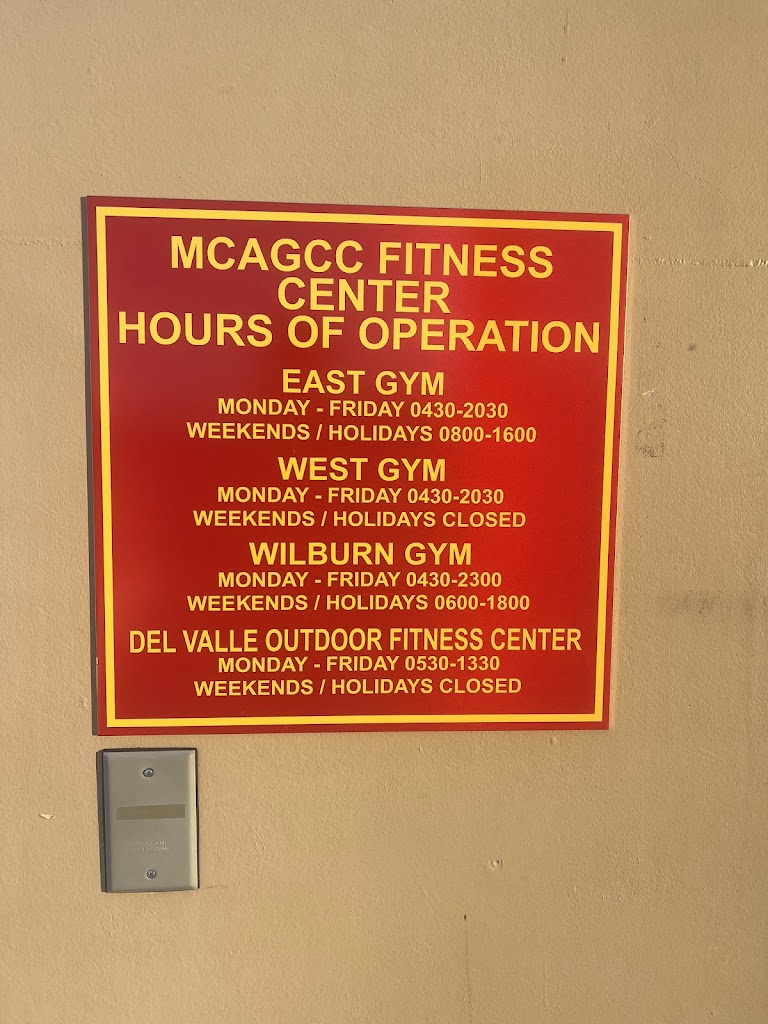 MCAGCC FITNESS
CENTER
HOURS OF OPERATION
EAST GYM
MONDAY - FRIDAY 0430-2030
WEEKENDS / HOLIDAYS 0800-1600
WEST GYM
MONDAY - FRIDAY 0430-2030
WEEKENDS / HOLIDAYS CLOSED
WILBURN GYM
MONDAY - FRIDAY 0430-2300
WEEKENDS / HOLIDAYS 0600-1800
DEL VALLE OUTDOOR FITNESS CENTER
MONDAY - FRIDAY 0530-1330
WEEKENDS / HOLIDAYS CLOSED